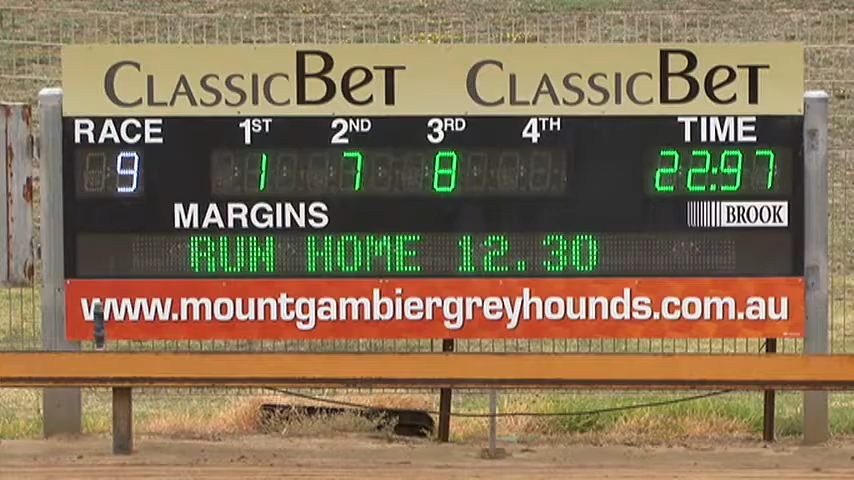 CLASSICBET CLASSICBET
RACE 1ST 2ND 3RD 4TH TIME
9 1 7 8 22:97
MARGINS BROOK
RUN HOME 12.30
www.mountgambiergreyhounds.com.au